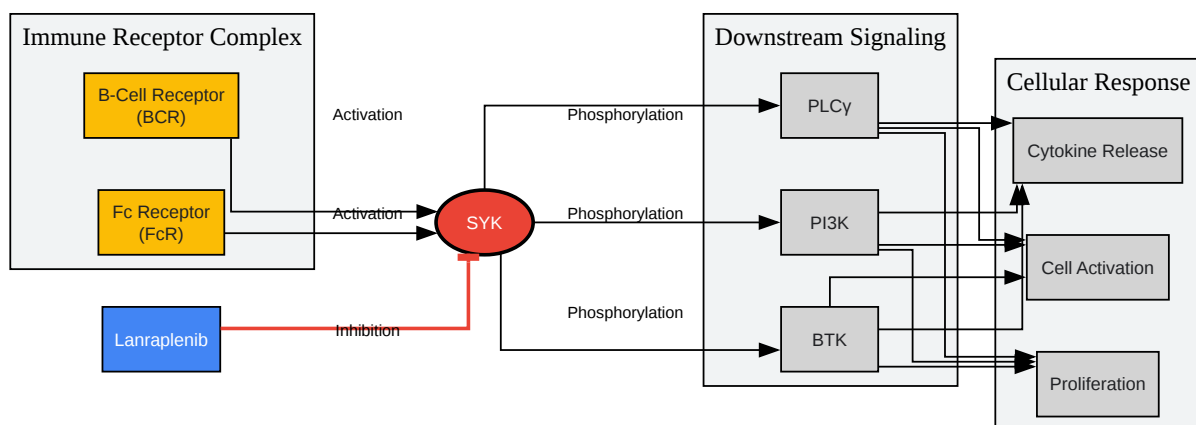 Immune Receptor Complex
B-Cell Receptor
(BCR)
Fc Receptor
(FcR)
Lanraplenib
Activation
Activation
Inhibition
SYK
Phosphorylation
Phosphorylation
Phosphorylation
Downstream Signaling
PLCγ
PI3K
BTK
Cellular Response
Cytokine Release
Cell Activation
Proliferation